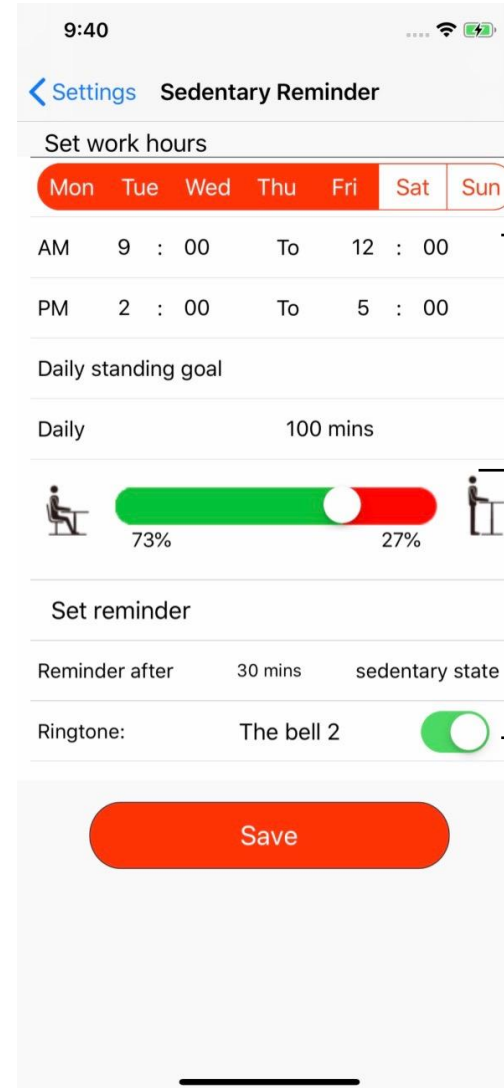 9:40
Settings Sedentary Reminder
Set work hours
Mon Tue Wed Thu Fri Sat Sun
AM 9 : 00 To 12 : 00
PM 2 : 00 To 5 : 00
Daily standing goal
Daily 100 mins
73% 27%
Set reminder
Reminder after 30 mins sedentary state
Ringtone: The bell 2
Save